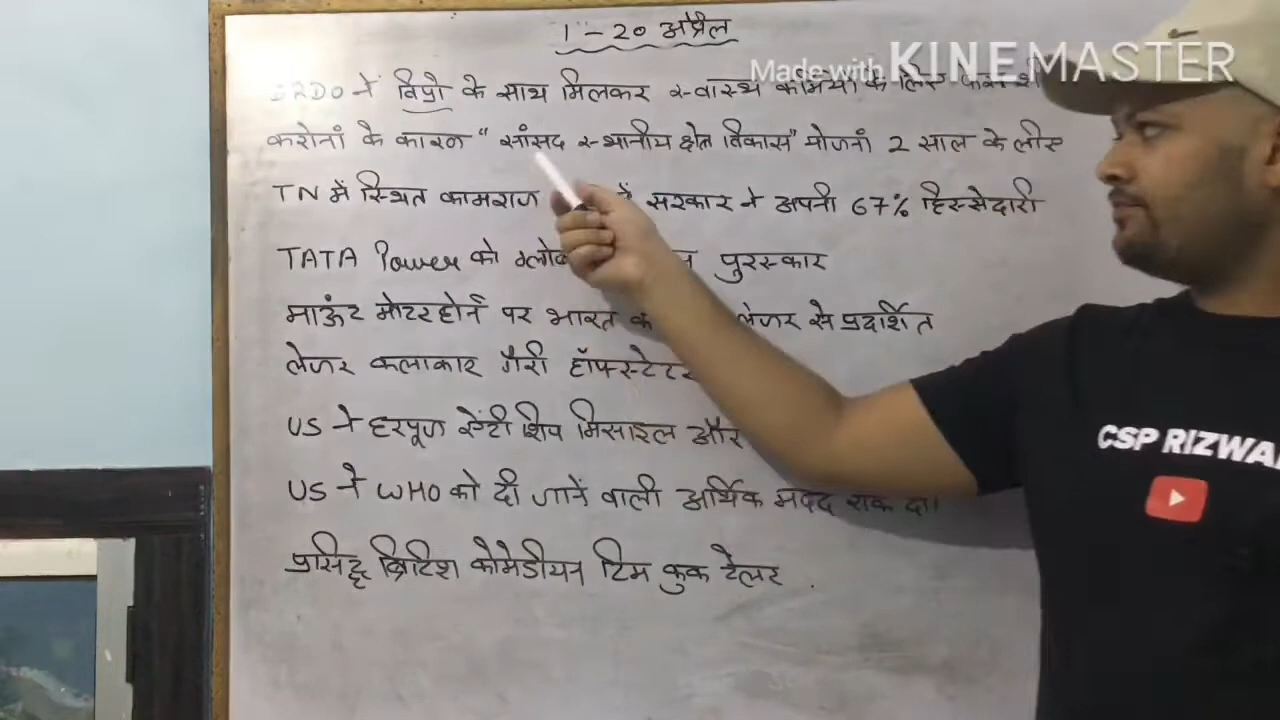 1 - 20 अप्रैल
Made with KINEMASTER
DRDO ने विप्रो के साथ मिलकर स्वास्थ कर्मियों के लिए
करोनां के कारण "सांसद स्थानीय क्षेत्र विकास" योजनां 2 साल के लीए
TN में स्थित कामराज में सरकार ने अपनी 67% हिस्सेदारी
TATA Power को पुरस्कार
माऊंट मोटरहोर्न पर भारत लेजर से प्रदर्शित
लेजर कलाकार गैरी हॉफ्स्टेटर
US ने हरपून एंटी शिप मिसाइल और
US ने WHO को दी जानें वाली आर्थिक मदद राक दी।
प्रसिद्द ब्रिटिश कोमेडीयन टिम कुक टेलर .
CSP RIZWA